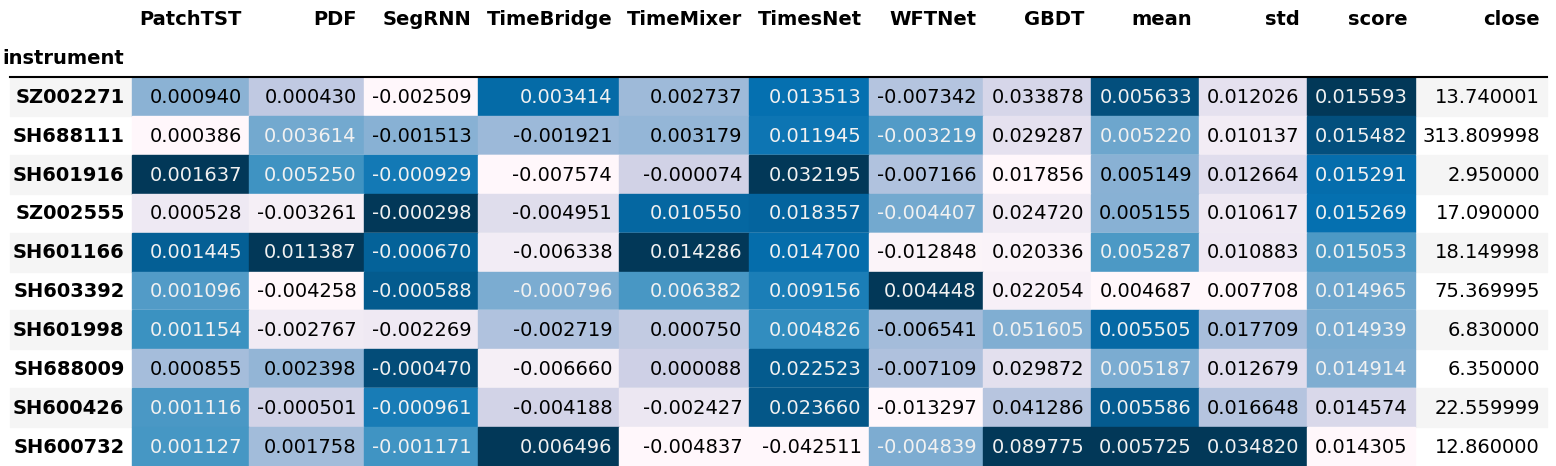 PatchTST PDF SegRNN TimeBridge TimeMixer TimesNet WFTNet GBDT mean std score close
instrument
SZ002271 0.000940 0.000430 -0.002509 0.003414 0.002737 0.013513 -0.007342 0.033878 0.005633 0.012026 0.015593 13.740001
SH688111 0.000386 0.003614 -0.001513 -0.001921 0.003179 0.011945 -0.003219 0.029287 0.005220 0.010137 0.015482 313.809998
SH601916 0.001637 0.005250 -0.000929 -0.007574 -0.000074 0.032195 -0.007166 0.017856 0.005149 0.012664 0.015291 2.950000
SZ002555 0.000528 -0.003261 -0.000298 -0.004951 0.010550 0.018357 -0.004407 0.024720 0.005155 0.010617 0.015269 17.090000
SH601166 0.001445 0.011387 -0.000670 -0.006338 0.014286 0.014700 -0.012848 0.020336 0.005287 0.010883 0.015053 18.149998
SH603392 0.001096 -0.004258 -0.000588 -0.000796 0.006382 0.009156 0.004448 0.022054 0.004687 0.007708 0.014965 75.369995
SH601998 0.001154 -0.002767 -0.002269 -0.002719 0.000750 0.004826 -0.006541 0.051605 0.005505 0.017709 0.014939 6.830000
SH688009 0.000855 0.002398 -0.000470 -0.006660 0.000088 0.022523 -0.007109 0.029872 0.005187 0.012679 0.014914 6.350000
SH600426 0.001116 -0.000501 -0.000961 -0.004188 -0.002427 0.023660 -0.013297 0.041286 0.005586 0.016648 0.014574 22.559999
SH600732 0.001127 0.001758 -0.001171 0.006496 -0.004837 -0.042511 -0.004839 0.089775 0.005725 0.034820 0.014305 12.860000